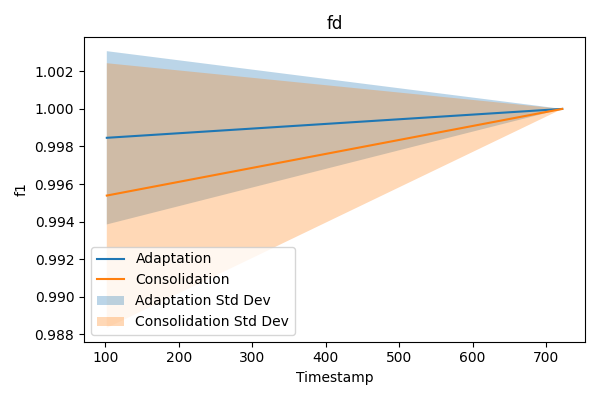 fd
1.002
1.000
0.998
0.996
0.994
0.992
0.990
0.988
f1
Adaptation
Consolidation
Adaptation Std Dev
Consolidation Std Dev
100 200 300 400 500 600 700
Timestamp